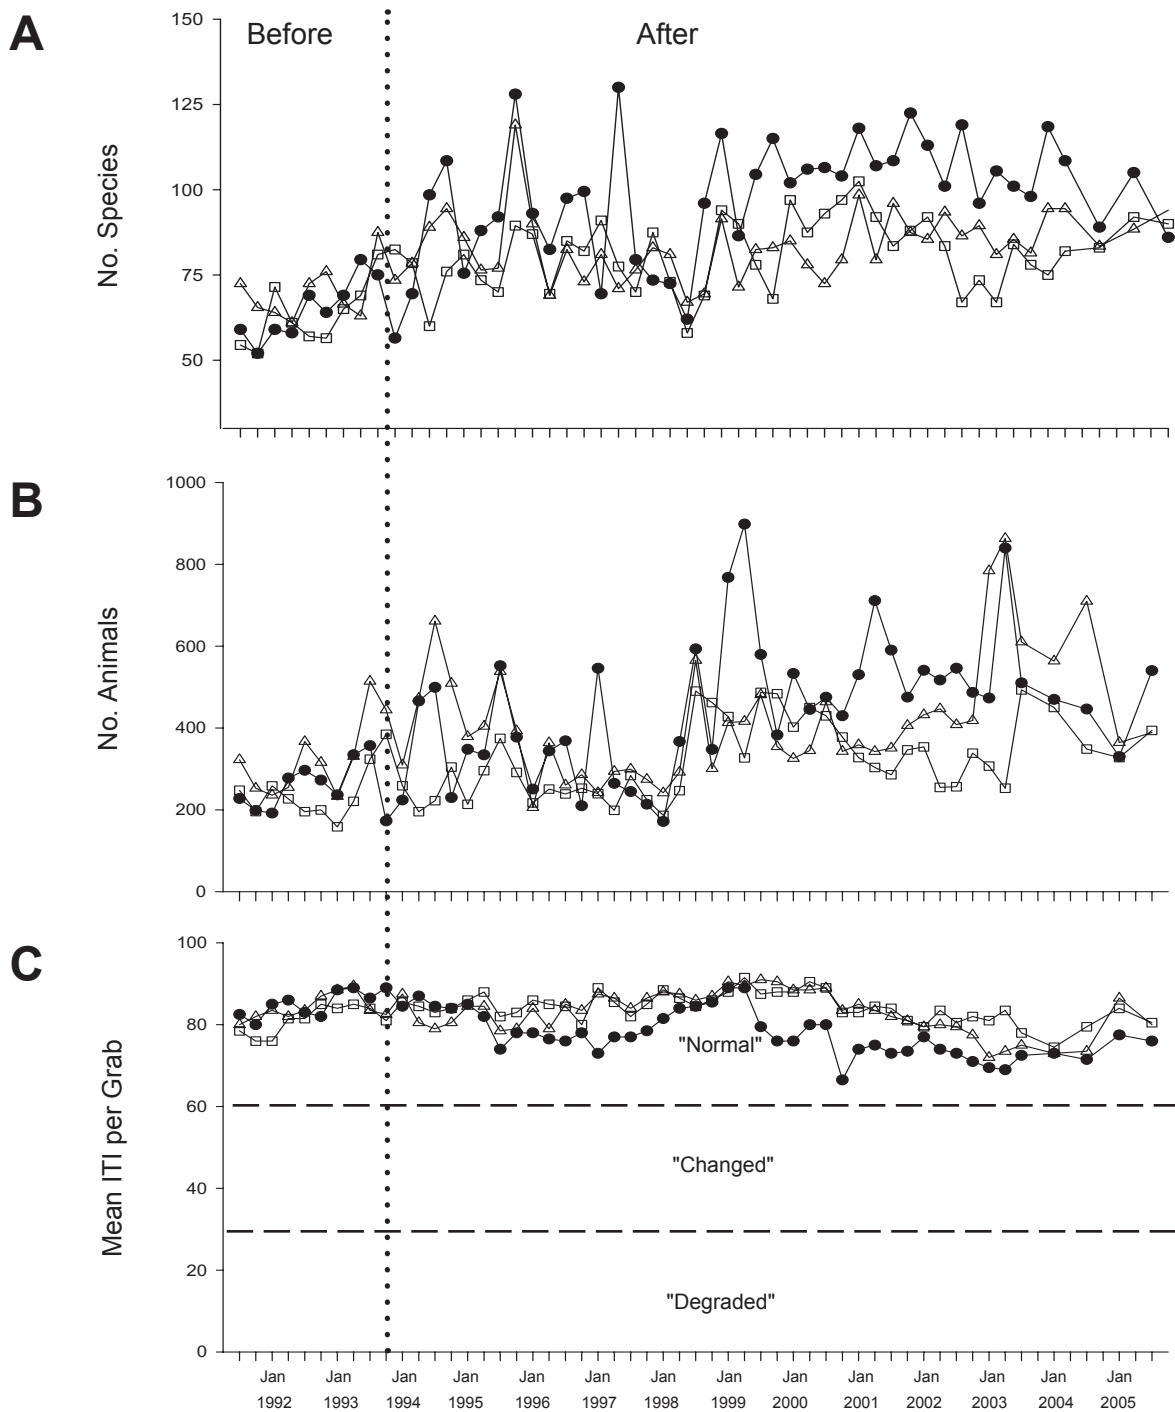 A
Before
After
No. Species
150
125
100
75
50
B
No. Animals
1000
800
600
400
200
0
C
Mean ITI per Grab
100
80
60
40
20
0
"Normal"
"Changed"
"Degraded"
Jan Jan Jan Jan Jan Jan Jan Jan Jan Jan Jan Jan Jan Jan
1992 1993 1994 1995 1996 1997 1998 1999 2000 2001 2002 2003 2004 2005